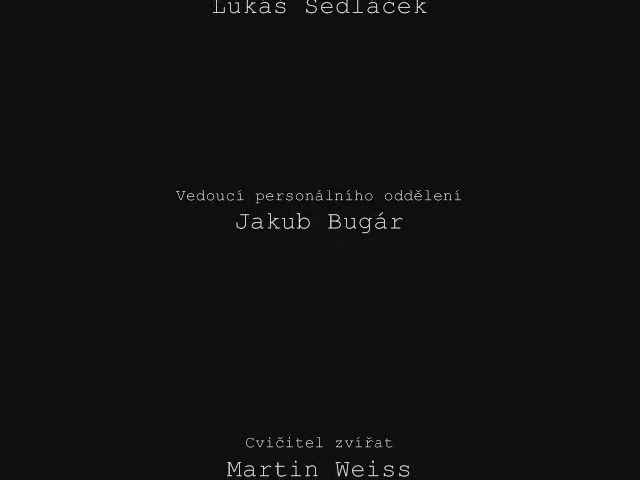 Lukáš Sedláček
Vedoucí personálního oddělení
Jakub Bugár
Cvičitel zvířat
Martin Weiss